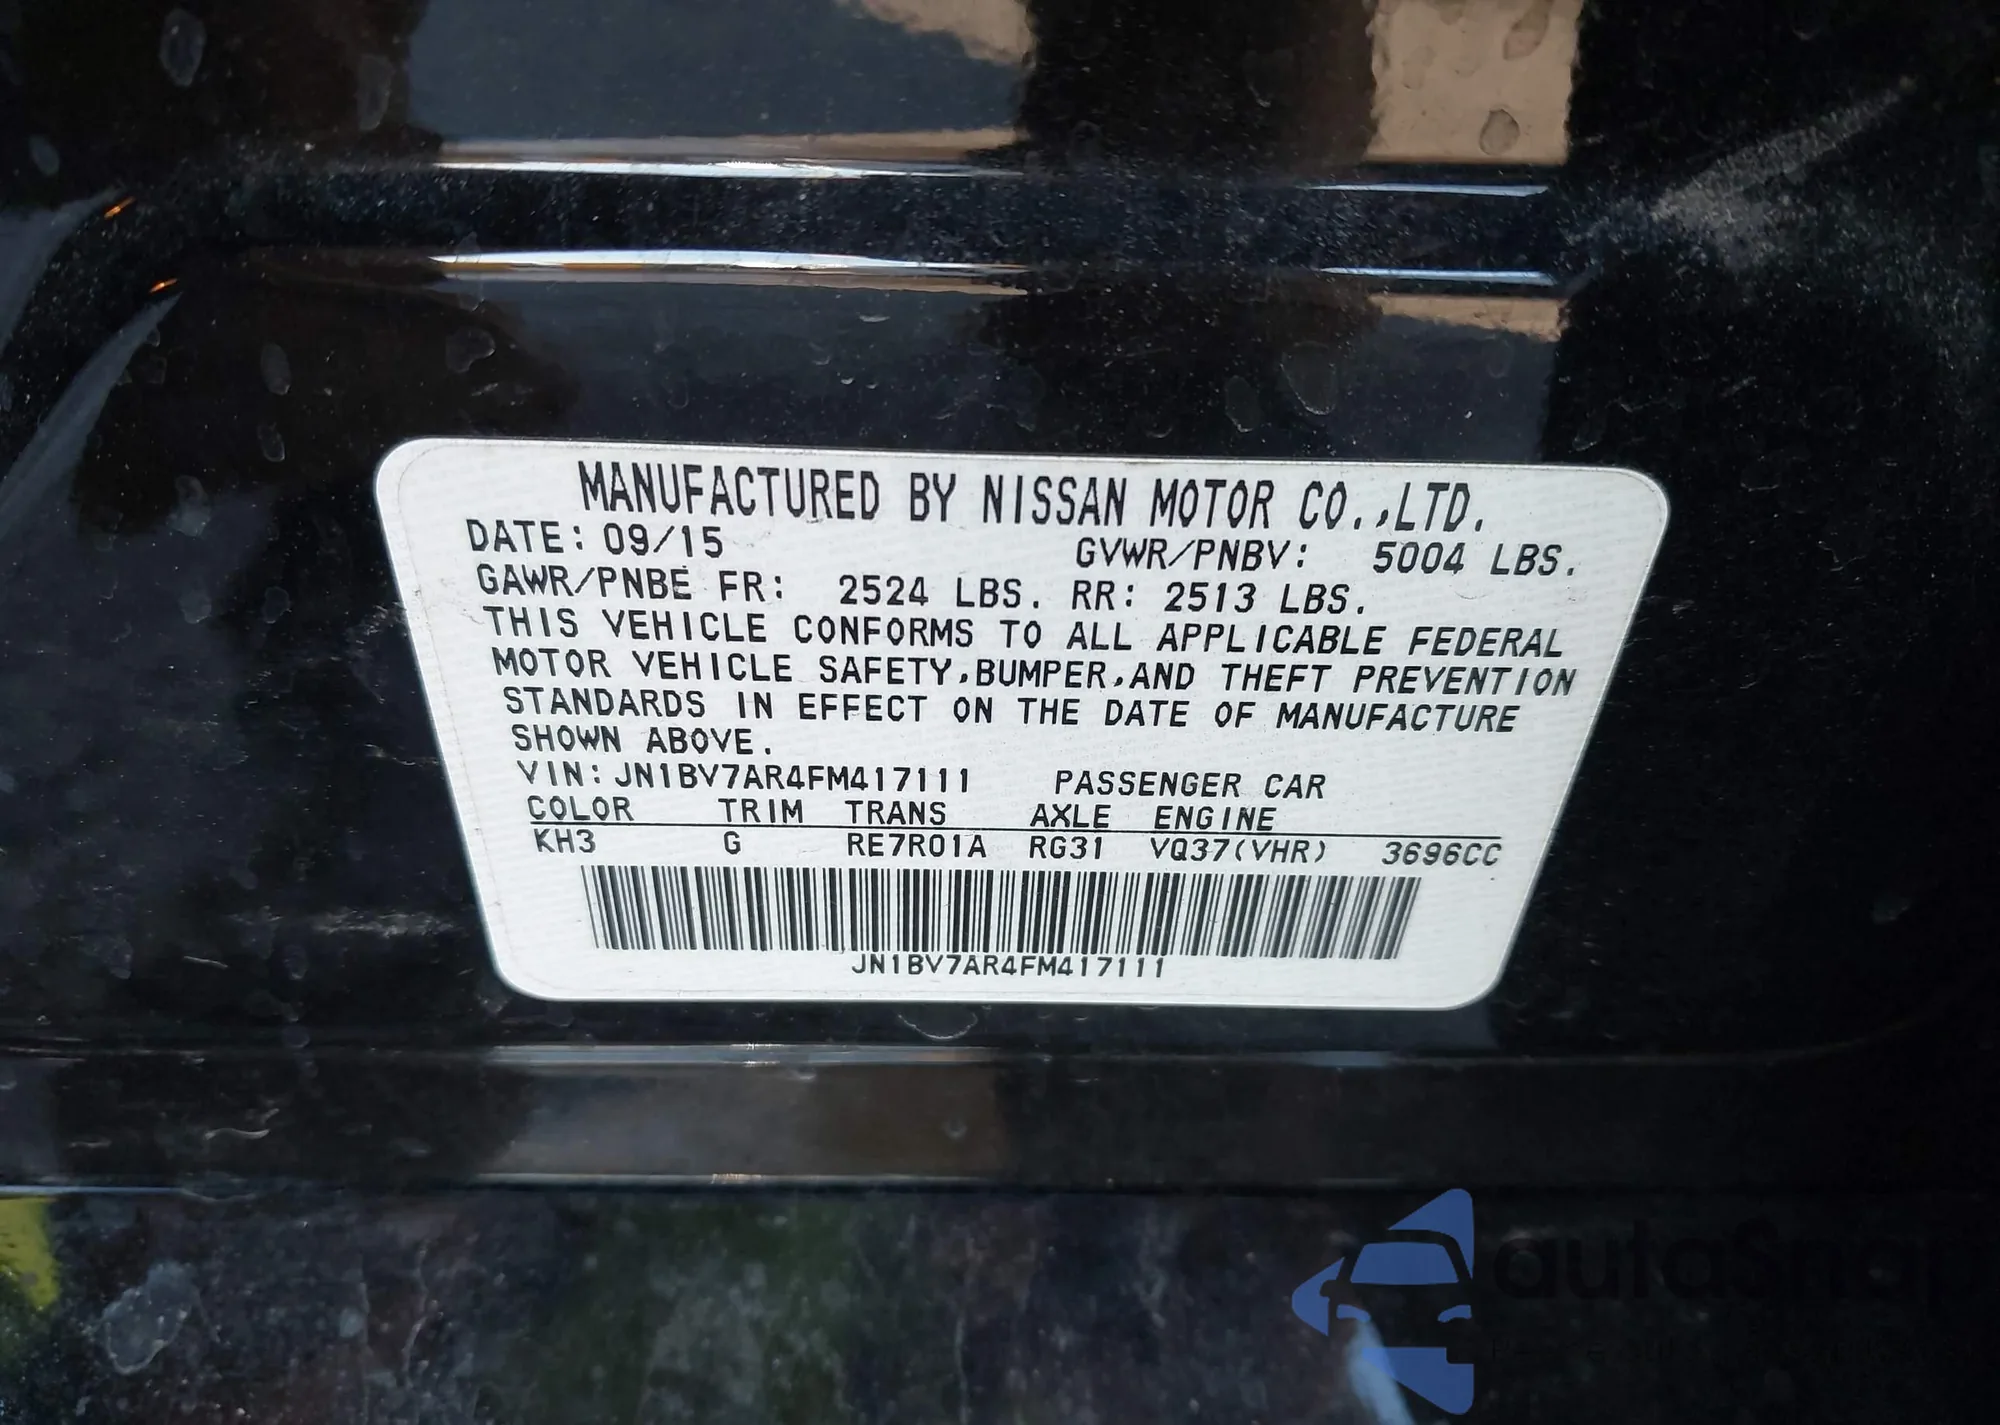 MANUFACTURED BY NISSAN MOTOR CO.,LTD.
DATE: 09/15 GVWR/PNBV: 5004 LBS.
GAWR/PNBE FR: 2524 LBS. RR: 2513 LBS.
THIS VEHICLE CONFORMS TO ALL APPLICABLE FEDERAL
MOTOR VEHICLE SAFETY,BUMPER,AND THEFT PREVENTION
STANDARDS IN EFFECT ON THE DATE OF MANUFACTURE
SHOWN ABOVE.
VIN: JN1BV7AR4FM417111 PASSENGER CAR
COLOR TRIM TRANS AXLE ENGINE
KH3 G RE7R01A RG31 VQ37(VHR) 3696CC
JN1BV7AR4FM417111
autoSnap